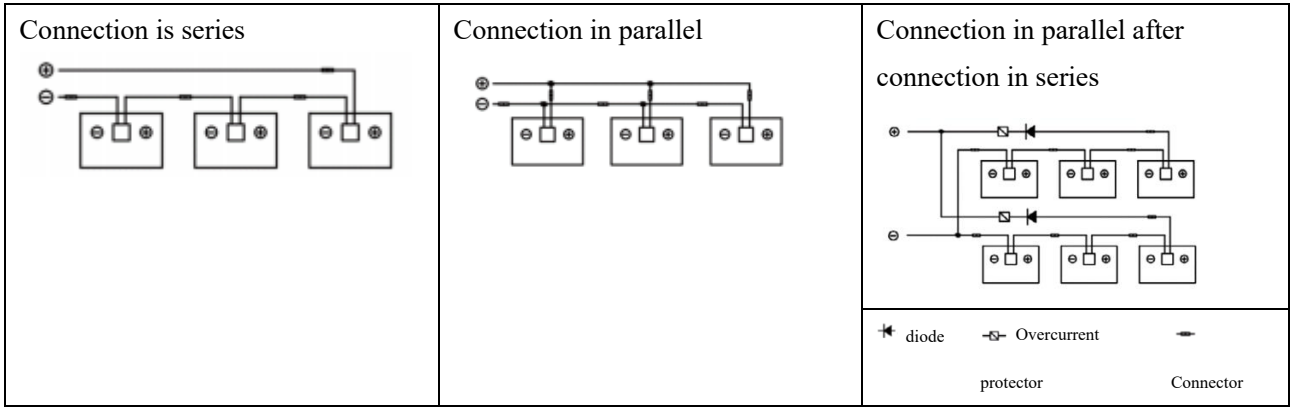 Connection is series
Connection in parallel
Connection in parallel after
connection in series
diode
Overcurrent
protector
Connector